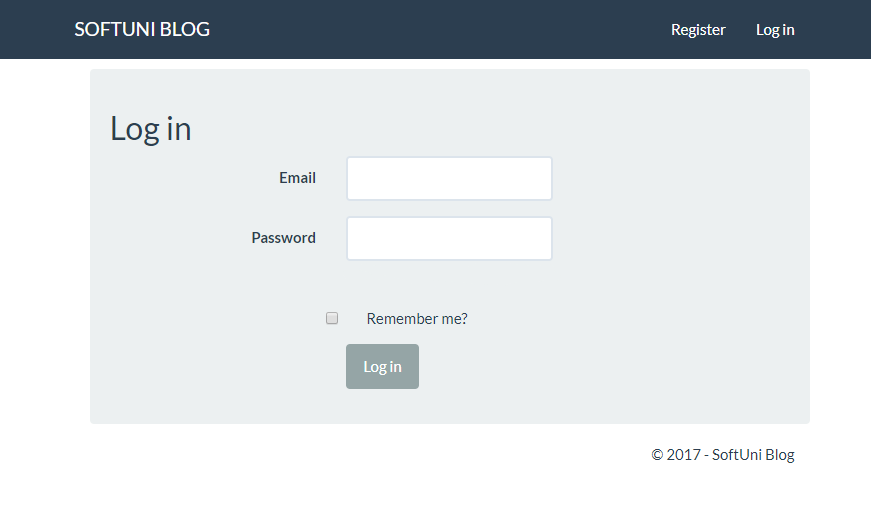 SOFTUNI BLOG Register Log in
Log in
Email
Password
Remember me?
Log in
© 2017 - SoftUni Blog